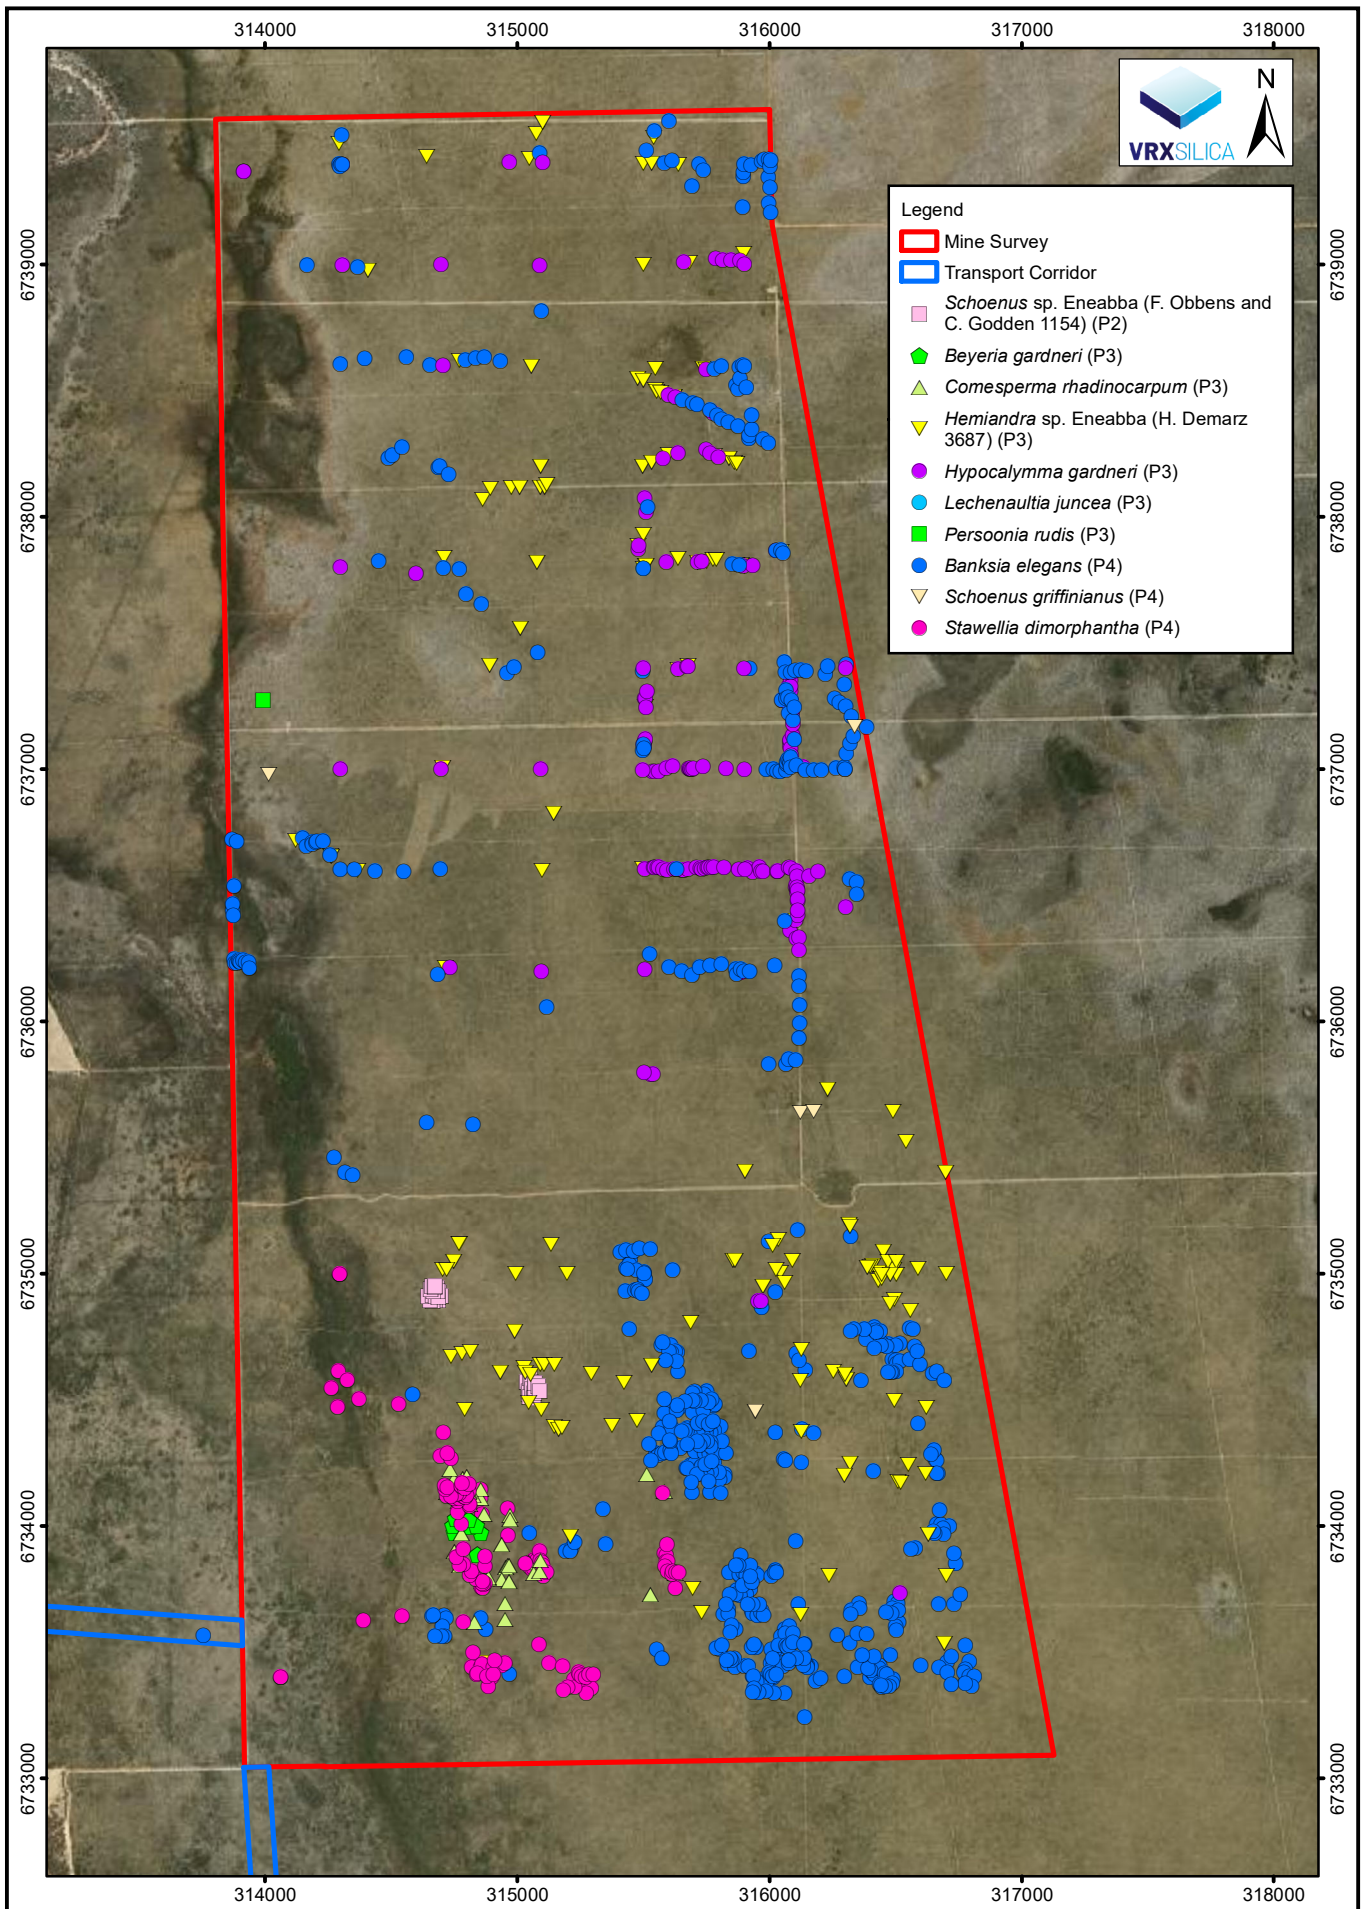 314000 315000 316000 317000 318000
N
VRXSILICA
Legend
Mine Survey
Transport Corridor
Schoenus sp. Eneabba (F. Obbens and
C. Godden 1154) (P2)
Beyeria gardneri (P3)
Comesperma rhadinocarpum (P3)
Hemiandra sp. Eneabba (H. Demarz
3687) (P3)
Hypocalymma gardneri (P3)
Lechenaultia juncea (P3)
Persoonia rudis (P3)
Banksia elegans (P4)
Schoenus griffinianus (P4)
Stawellia dimorphantha (P4)
6739000 6739000
6738000 6738000
6737000 6737000
6736000 6736000
6735000 6735000
6734000 6734000
6733000 6733000
314000 315000 316000 317000 318000